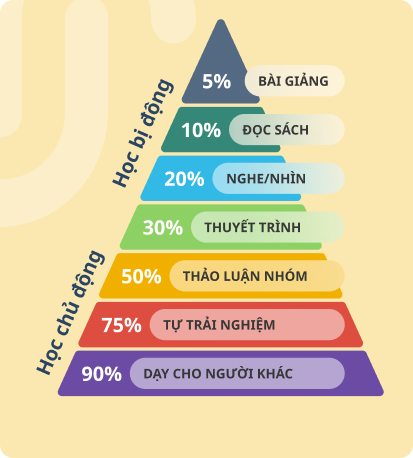 Học bị động
5% BÀI GIẢNG
10% ĐỌC SÁCH
20% NGHE/NHÌN
30% THUYẾT TRÌNH
Học chủ động
50% THẢO LUẬN NHÓM
75% TỰ TRẢI NGHIỆM
90% DẠY CHO NGƯỜI KHÁC